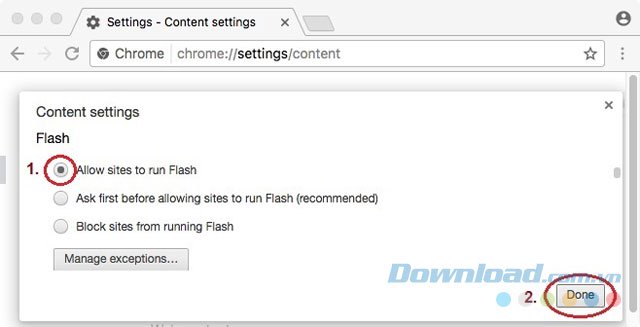 Settings - Content settings
Chrome chrome://settings/content
Content settings
Flash
1. Allow sites to run Flash
Ask first before allowing sites to run Flash (recommended)
Block sites from running Flash
Manage exceptions...
Download.com.vn
2. Done